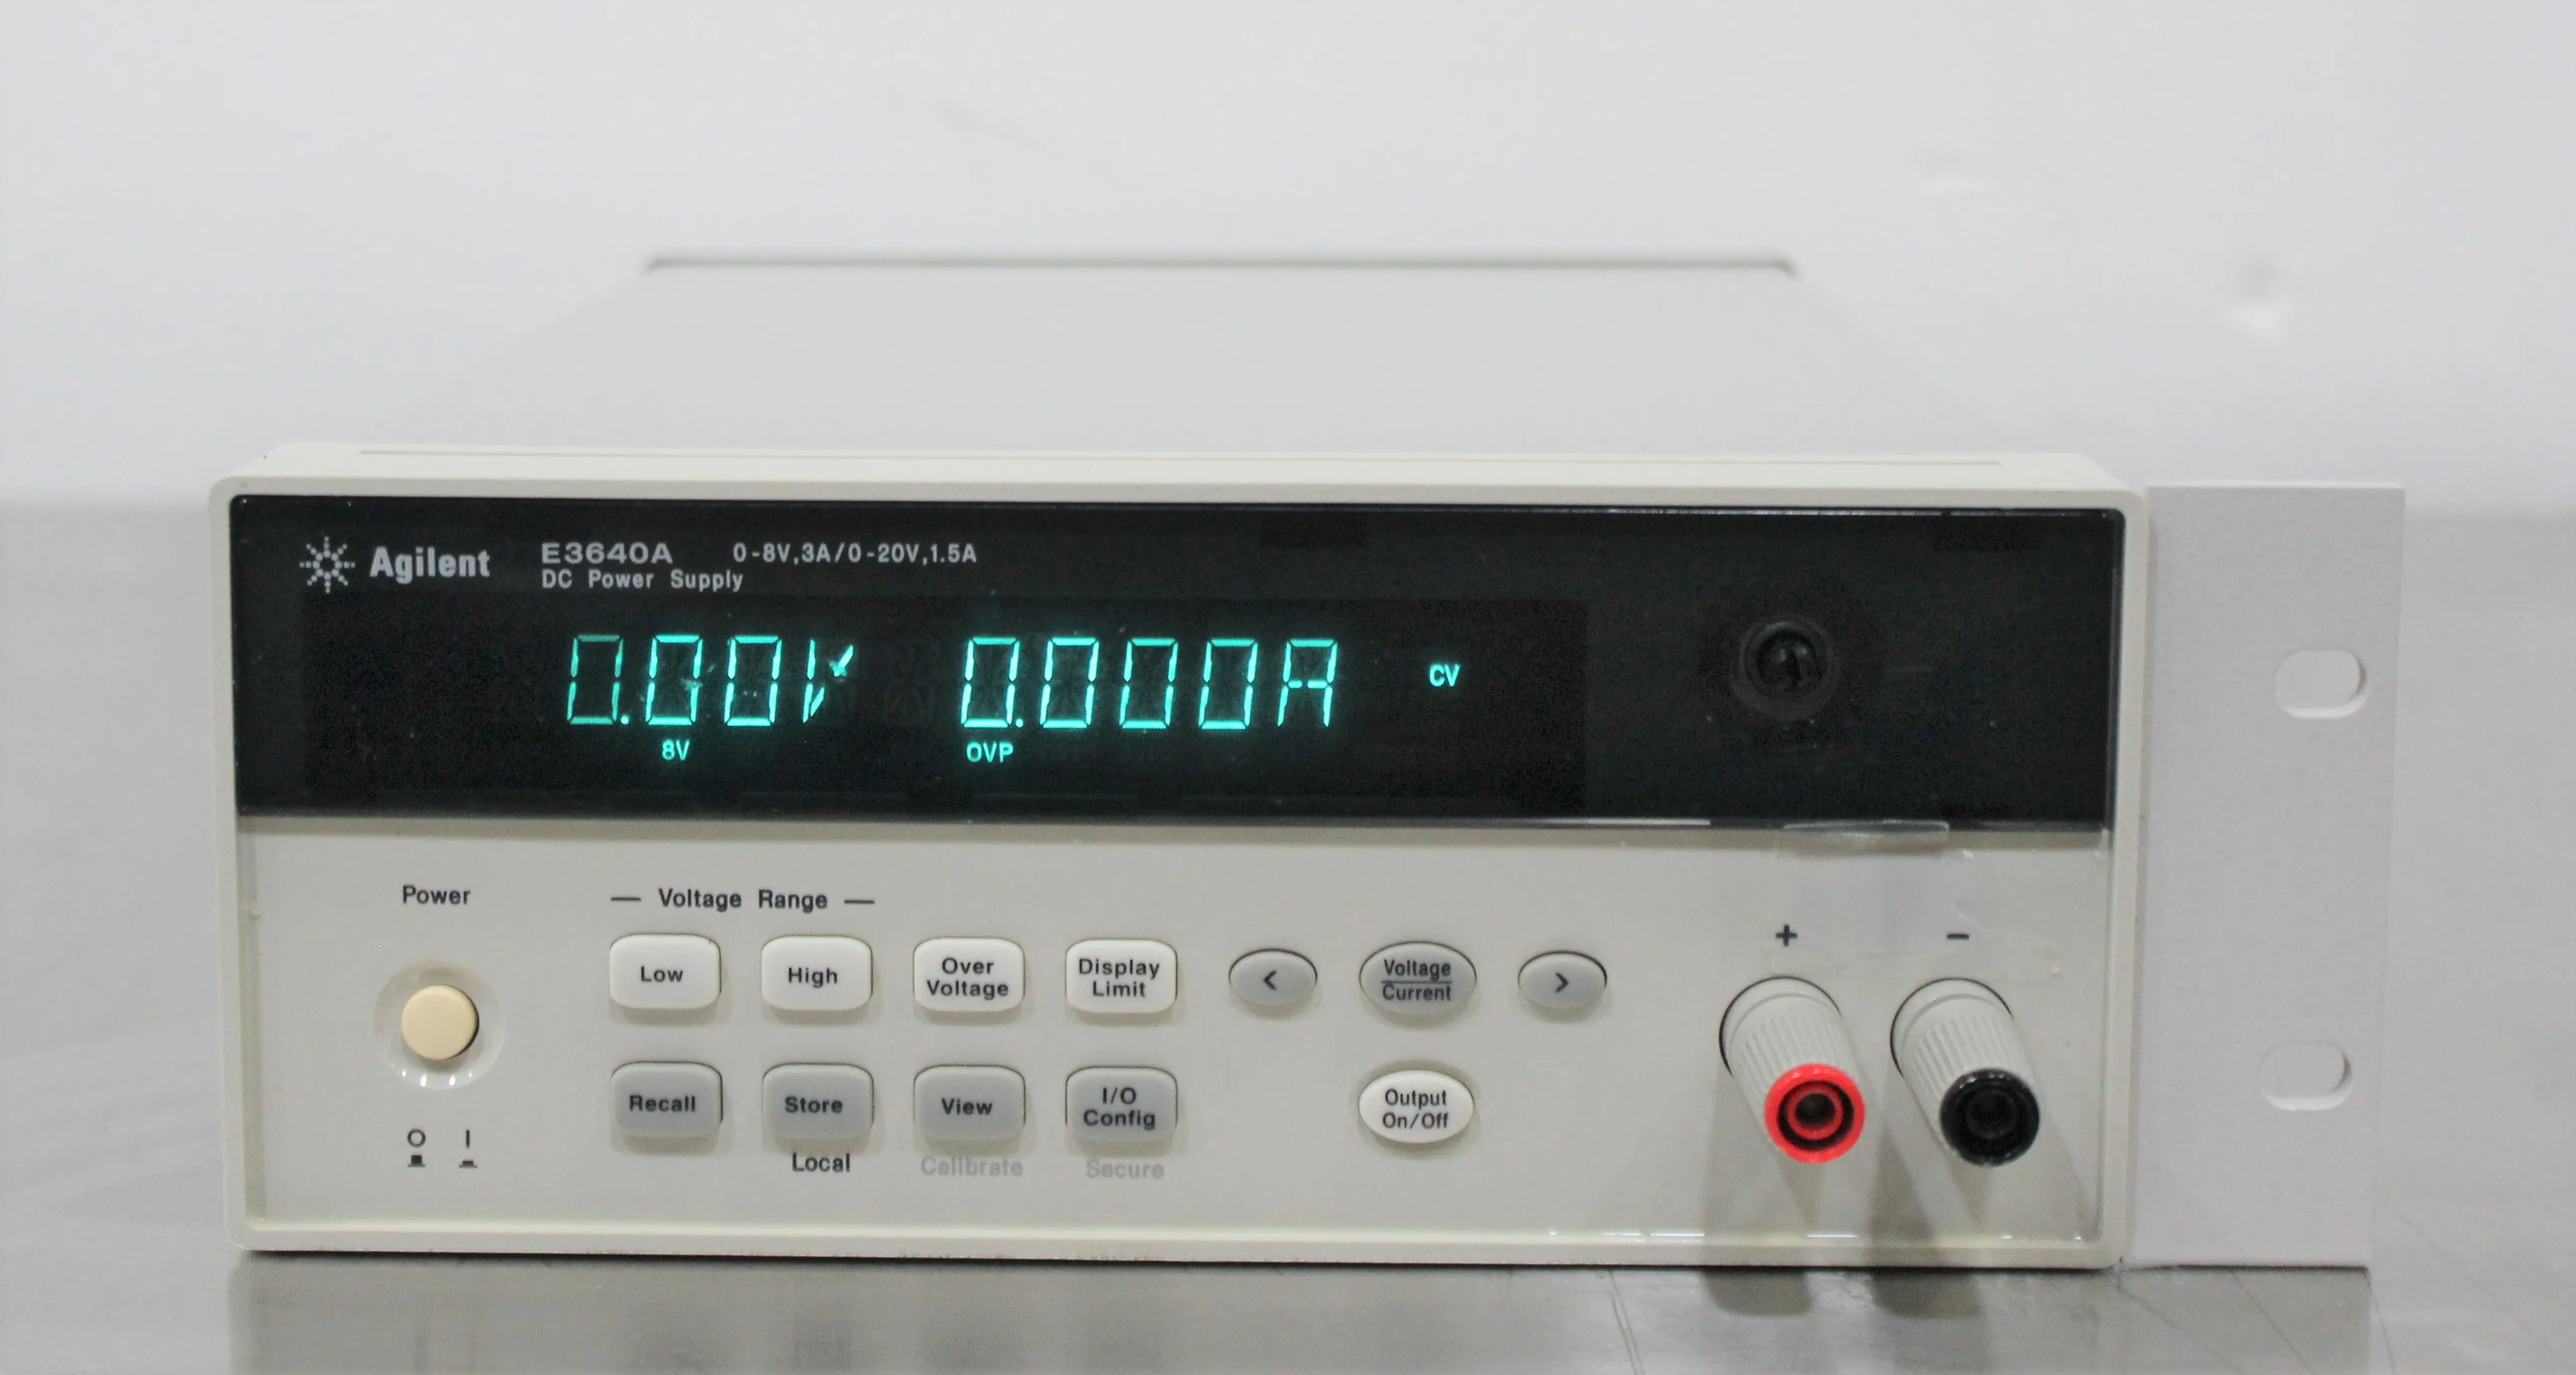 Agilent E3640A 0-8V,3A/0-20V,1.5A
DC Power Supply
0.00V 0.000A CV
8V OVP
Power
Voltage Range
Low High Over Voltage Display Limit < Voltage Current > + -
Recall Store View I/O Config Output On/Off
O I
Local Calibrate Secure